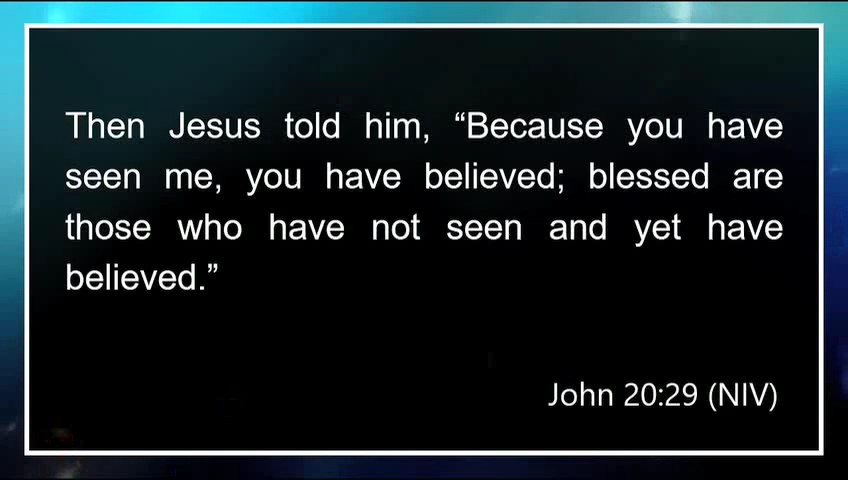 Then Jesus told him, “Because you have
seen me, you have believed; blessed are
those who have not seen and yet have
believed.”
John 20:29 (NIV)